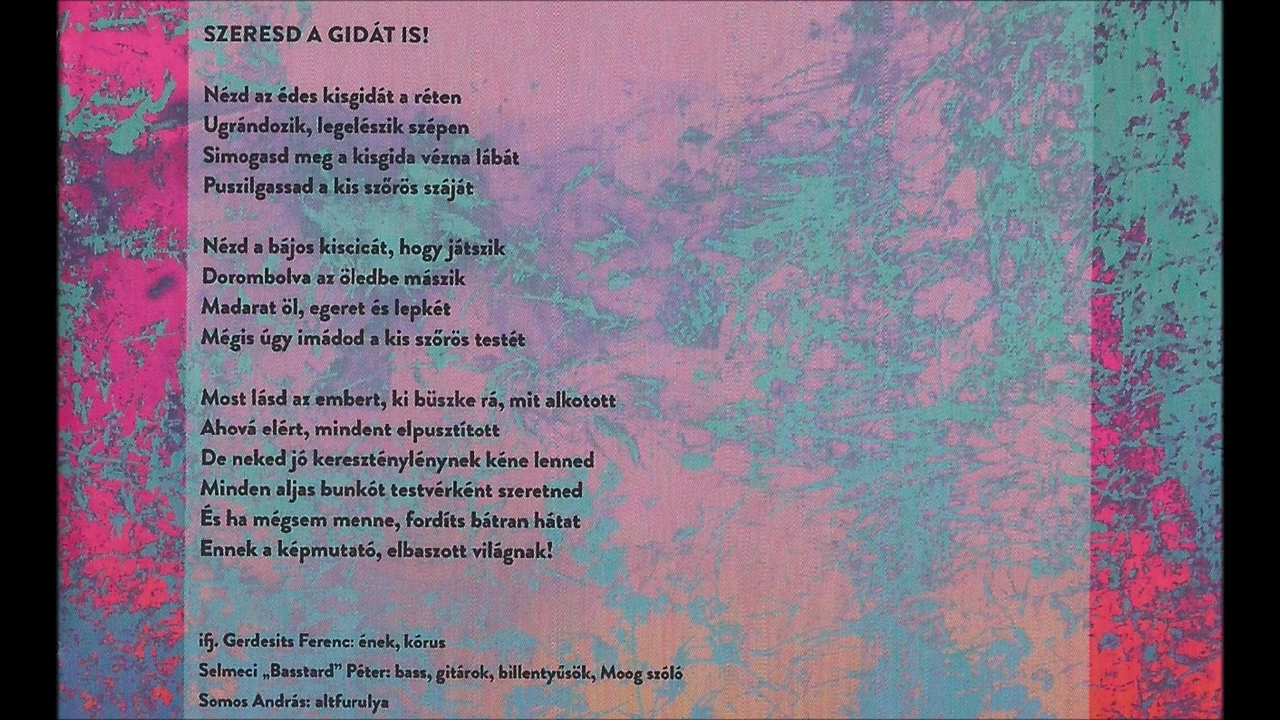 SZERESD A GIDÁT IS!
Nézd az édes kisgidát a réten
Ugrándozik, legelészik szépen
Simogasd meg a kisgida vézna lábát
Puszilgassad a kis szőrös száját
Nézd a bájos kiscicát, hogy játszik
Dorombolva az öledbe mászik
Madarat öl, egeret és lepkét
Mégis úgy imádod a kis szőrös testét
Most lásd az embert, ki büszke rá, mit alkotott
Ahová elért, mindent elpusztított
De neked jó kereszténylénynek kéne lenned
Minden aljas bunkót testvérként szeretned
És ha mégsem menne, fordíts bátran hátat
Ennek a képmutató, elbaszott világnak!
ifj. Gerdesits Ferenc: ének, kórus
Selmeci „Basstard” Péter: bass, gitárok, billentyűsök, Moog szóló
Somos András: altfurulya